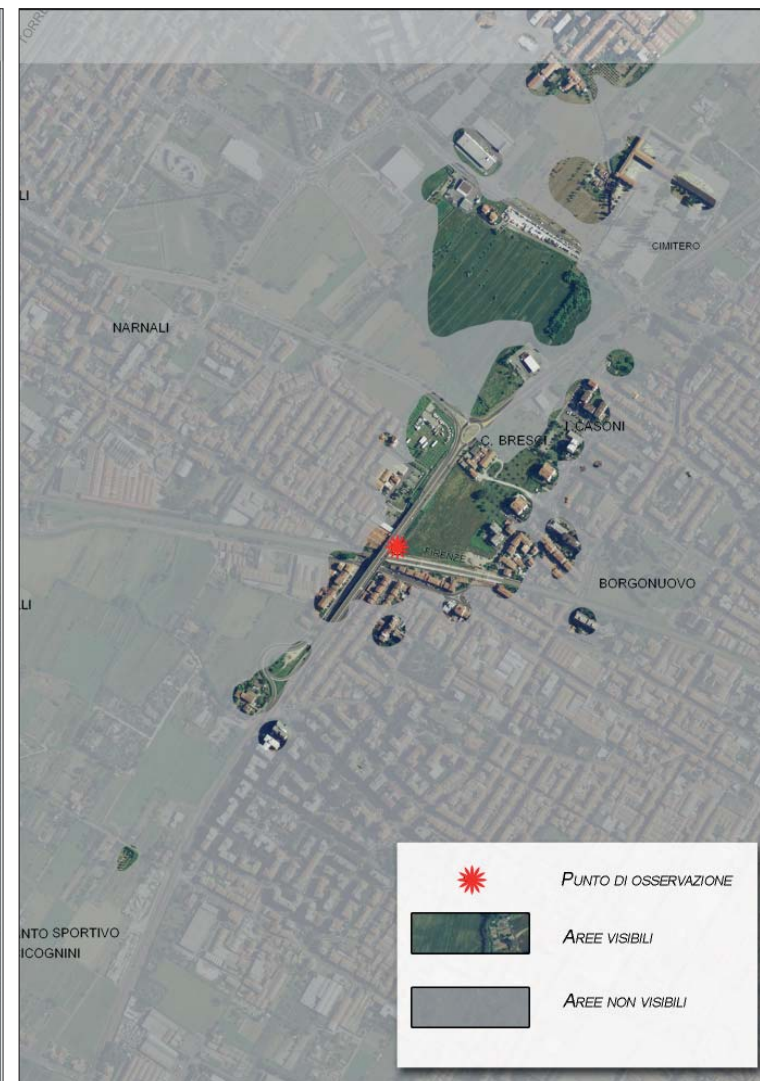 TORRE
LI
CIMITERO
NARNALI
I CASONI
C. BRESCI
FIRENZE
BORGONUOVO
LI
NTO SPORTIVO
ICOGNINI
PUNTO DI OSSERVAZIONE
AREE VISIBILI
AREE NON VISIBILI